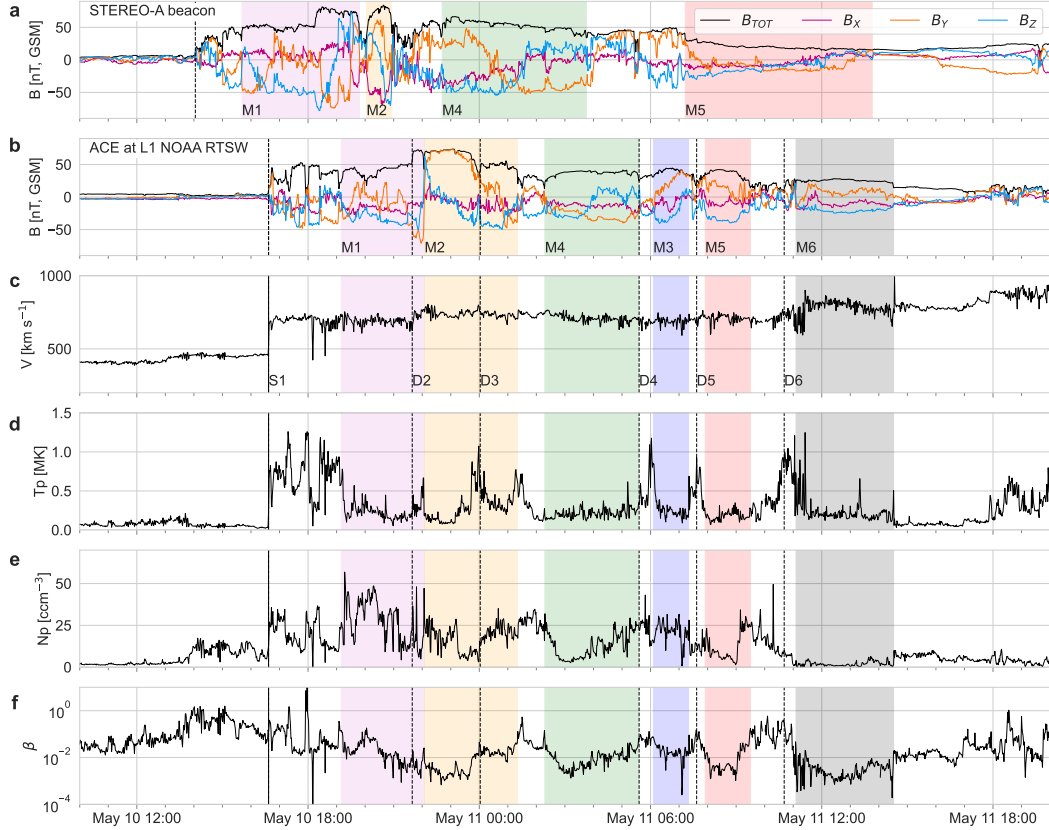 a
STEREO-A beacon
B_TOT B_X B_Y B_Z
B [nT, GSM]
50
0
−50
M1 M2 M4 M5
b
ACE at L1 NOAA RTSW
B [nT, GSM]
50
0
−50
M1 M2 M4 M3 M5 M6
c
V [km s⁻¹]
1000
500
S1 D2 D3 D4 D5 D6
d
Tp [MK]
1.5
1.0
0.5
0.0
e
Np [ccm⁻³]
50
25
0
f
β
10⁰
10⁻²
10⁻⁴
May 10 12:00 May 10 18:00 May 11 00:00 May 11 06:00 May 11 12:00 May 11 18:00